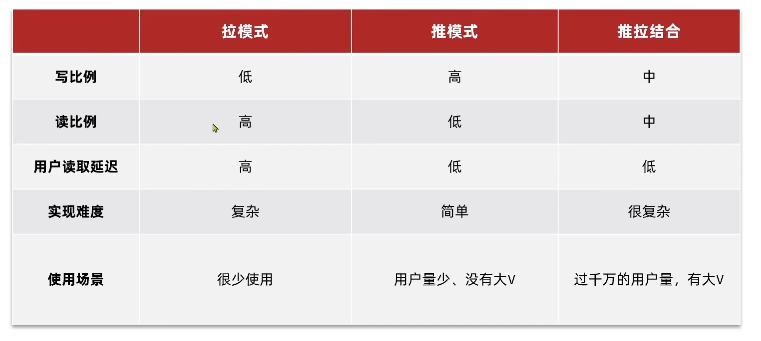 拉模式 推模式 推拉结合
写比例 低 高 中
读比例 高 低 中
用户读取延迟 高 低 低
实现难度 复杂 简单 很复杂
使用场景 很少使用 用户量少、没有大V 过千万的用户量，有大V